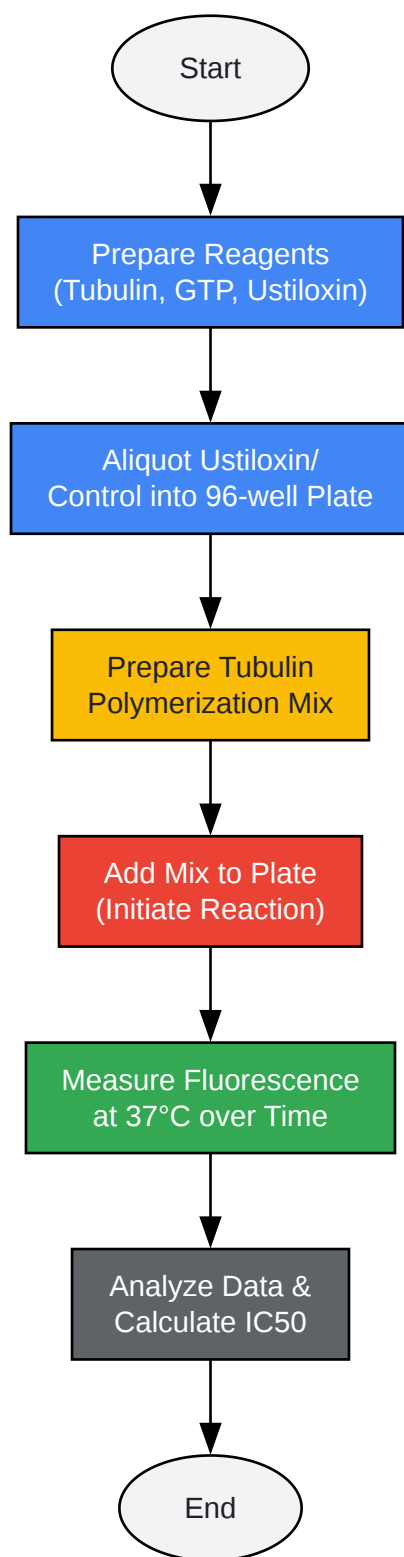 Start
Prepare Reagents
(Tubulin, GTP, Ustiloxin)
Aliquot Ustiloxin/
Control into 96-well Plate
Prepare Tubulin
Polymerization Mix
Add Mix to Plate
(Initiate Reaction)
Measure Fluorescence
at 37°C over Time
Analyze Data &
Calculate IC50
End